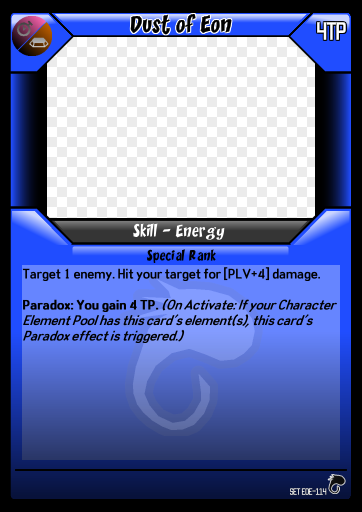 Dust of Eon
4TP
Skill - Energy
Special Rank
Target 1 enemy. Hit your target for [PLV+4] damage.
Paradox: You gain 4 TP. (On Activate: If your Character
Element Pool has this card's element(s), this card's
Paradox effect is triggered.)
SET EOE-114